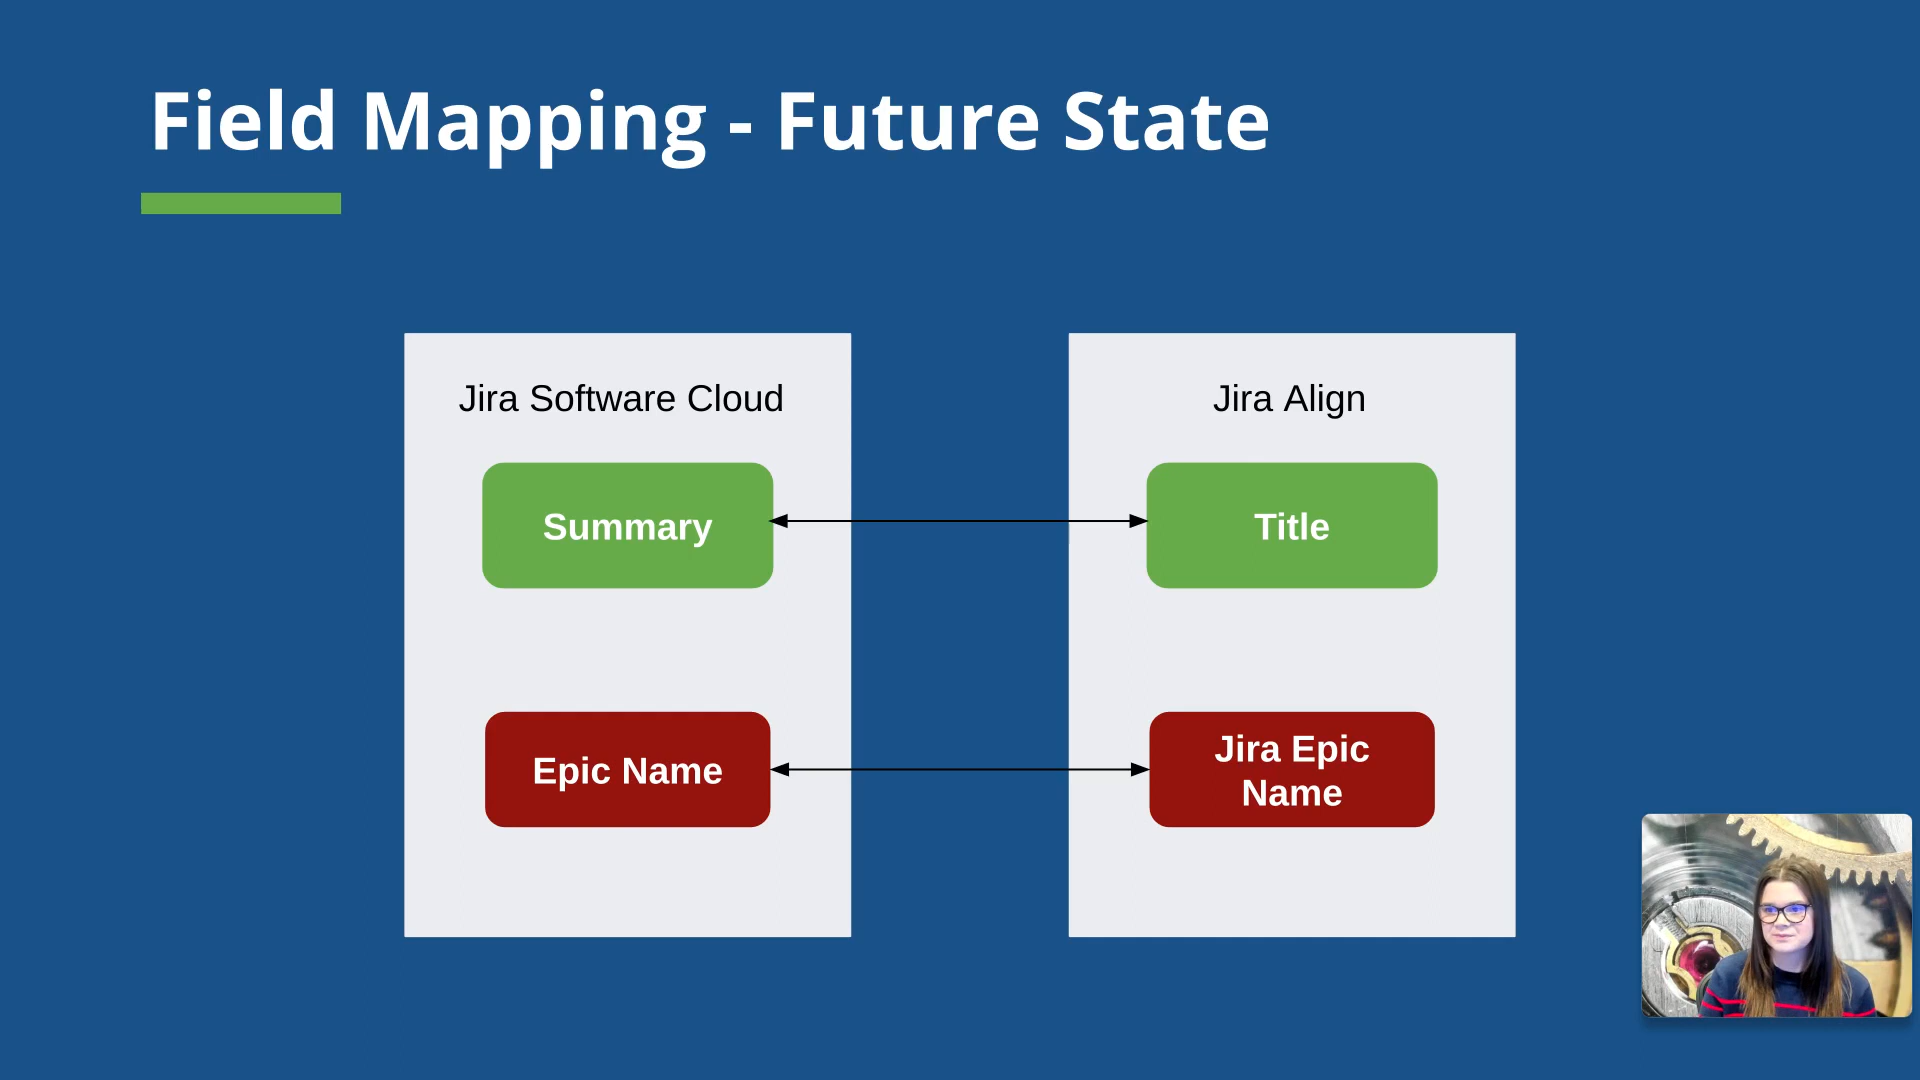 Field Mapping - Future State
Jira Software Cloud
Summary
Epic Name
Jira Align
Title
Jira Epic
Name